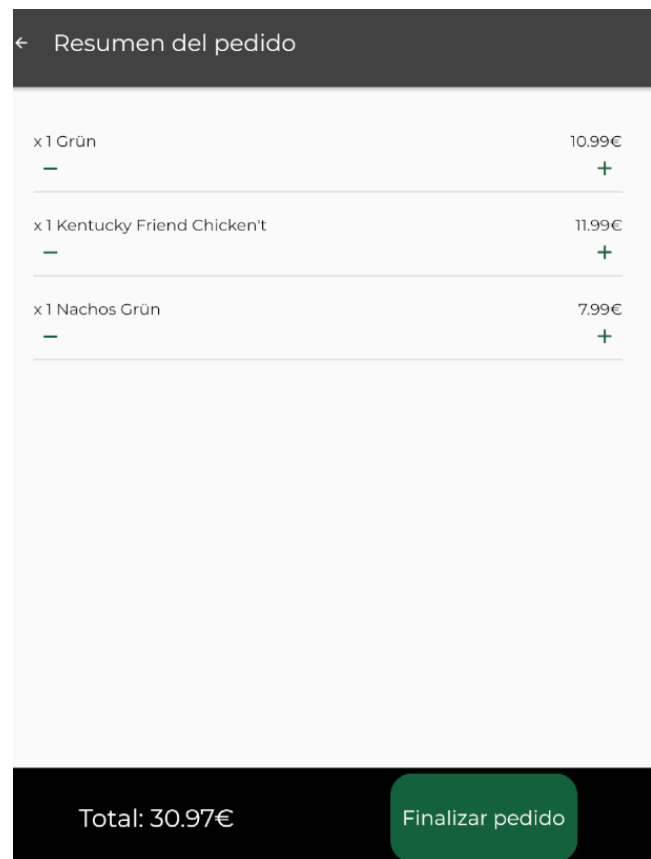 ← Resumen del pedido
x 1 Grün 10.99€
− +
x 1 Kentucky Friend Chicken't 11.99€
− +
x 1 Nachos Grün 7.99€
− +
Total: 30.97€ Finalizar pedido